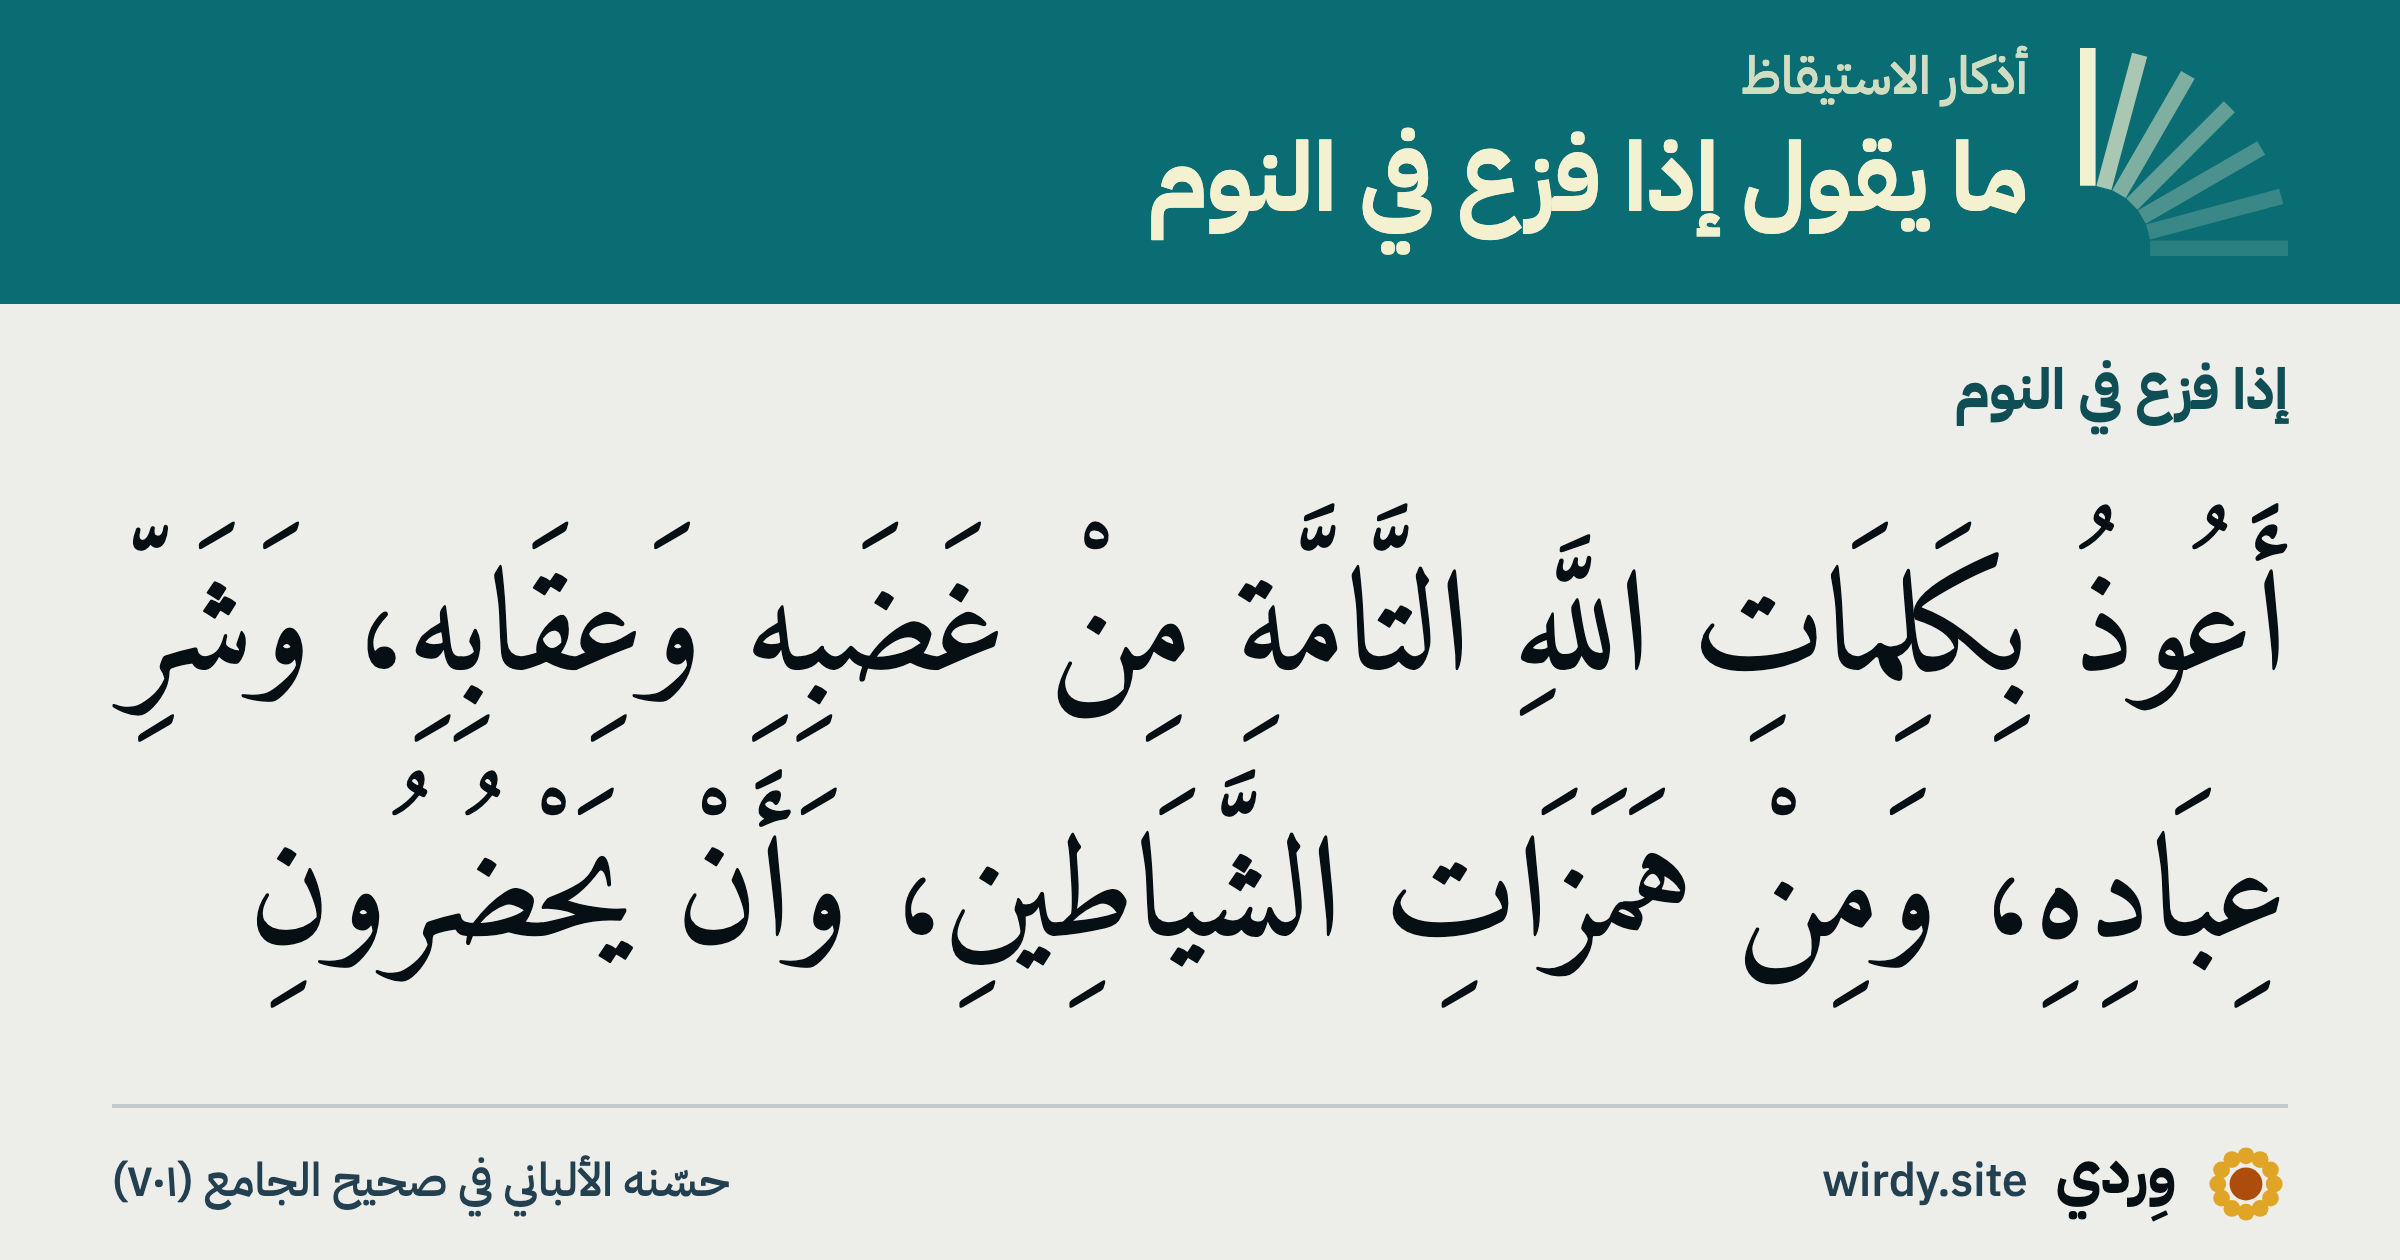 أذكار الاستيقاظ
ما يقول إذا فزع في النوم
إذا فزع في النوم
أَعُوذُ بِكَلِمَاتِ اللَّهِ التَّامَّةِ مِنْ غَضَبِهِ وَعِقَابِهِ، وَشَرِّ
عِبَادِهِ، وَمِنْ هَمَزَاتِ الشَّيَاطِينِ، وَأَنْ يَحْضُرُونِ
وِردي wirdy.site
حسّنه الألباني في صحيح الجامع (٧٠١)